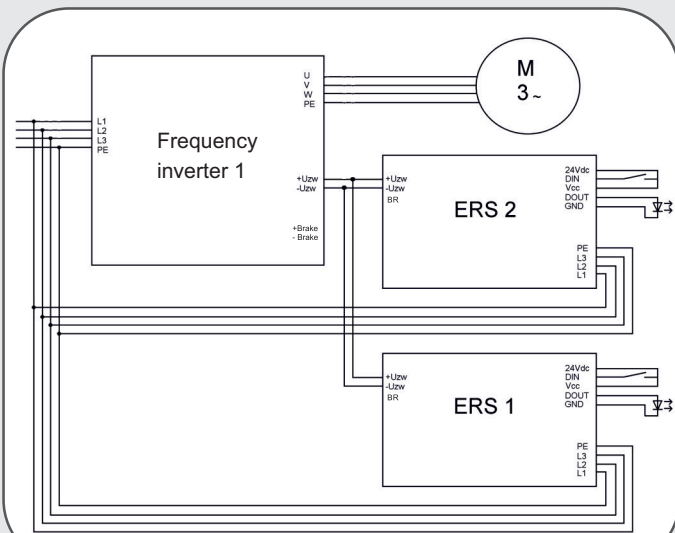 U
V
W
PE
M
3 ~
L1
L2
L3
PE
Frequency
inverter 1
+Uzw
-Uzw
+Brake
- Brake
+Uzw
-Uzw
BR
ERS 2
24Vdc
DIN
Vcc
DOUT
GND
PE
L3
L2
L1
+Uzw
-Uzw
BR
ERS 1
24Vdc
DIN
Vcc
DOUT
GND
PE
L3
L2
L1